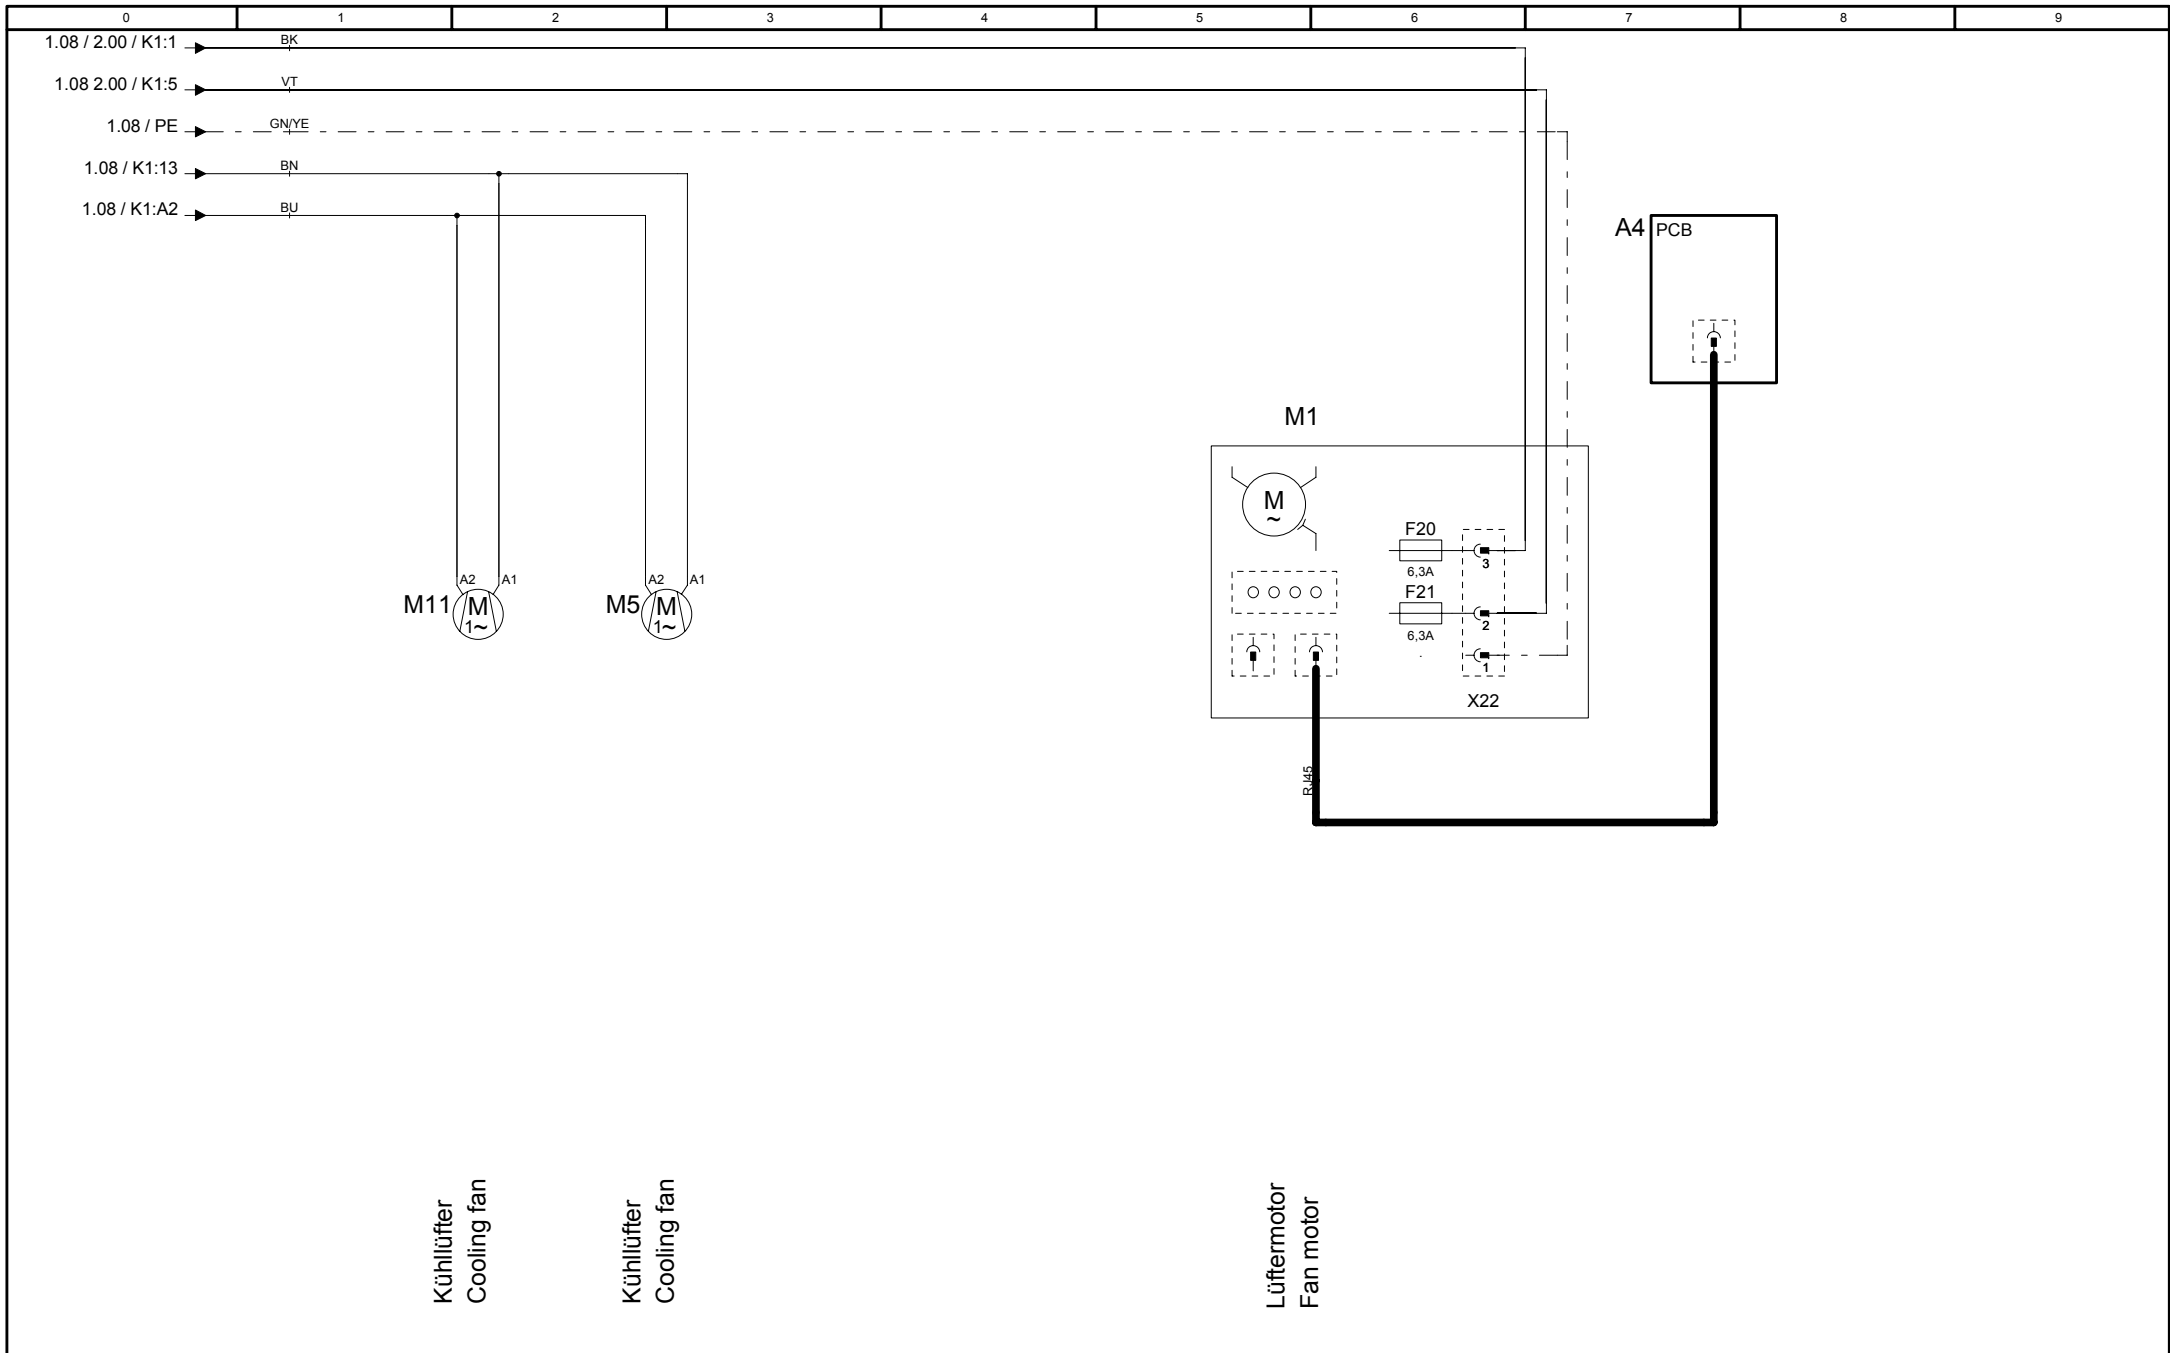 0 1 2 3 4 5 6 7 8 9
1.08 / 2.00 / K1:1 BK
1.08 2.00 / K1:5 VT
1.08 / PE GN/YE
1.08 / K1:13 BN
1.08 / K1:A2 BU
A4 PCB
M1
M
~
F20
6,3A
3
F21
6,3A
2
1
X22
A2 A1
M11 M
1~
A2 A1
M5 M
1~
RJ45
Kühllüfter
Cooling fan
Kühllüfter
Cooling fan
Lüftermotor
Fan motor